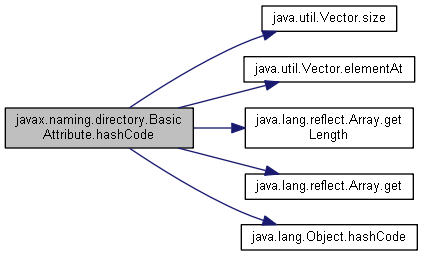 java.util.Vector.size
java.util.Vector.elementAt
javax.naming.directory.Basic
Attribute.hashCode
java.lang.reflect.Array.get
Length
java.lang.reflect.Array.get
java.lang.Object.hashCode